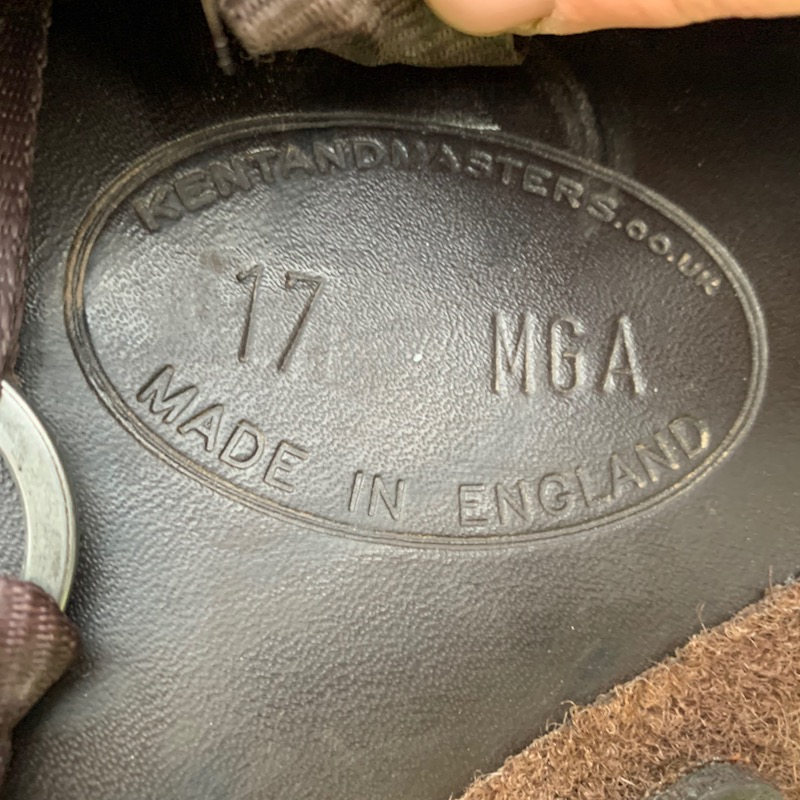 KENTANDMASTERS.CO.UK
17 MGA
MADE IN ENGLAND